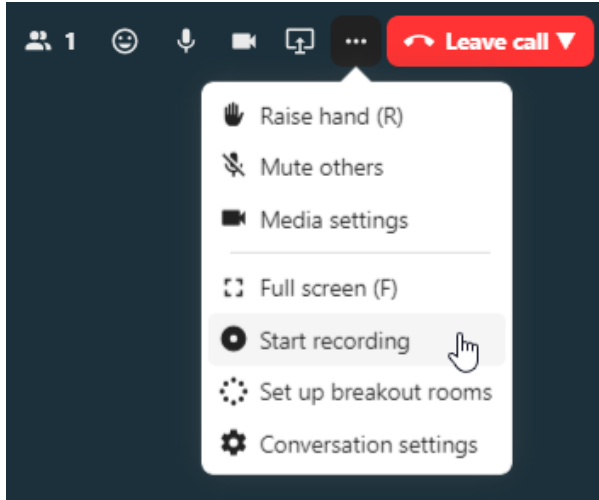 1
Leave call
Raise hand (R)
Mute others
Media settings
Full screen (F)
Start recording
Set up breakout rooms
Conversation settings